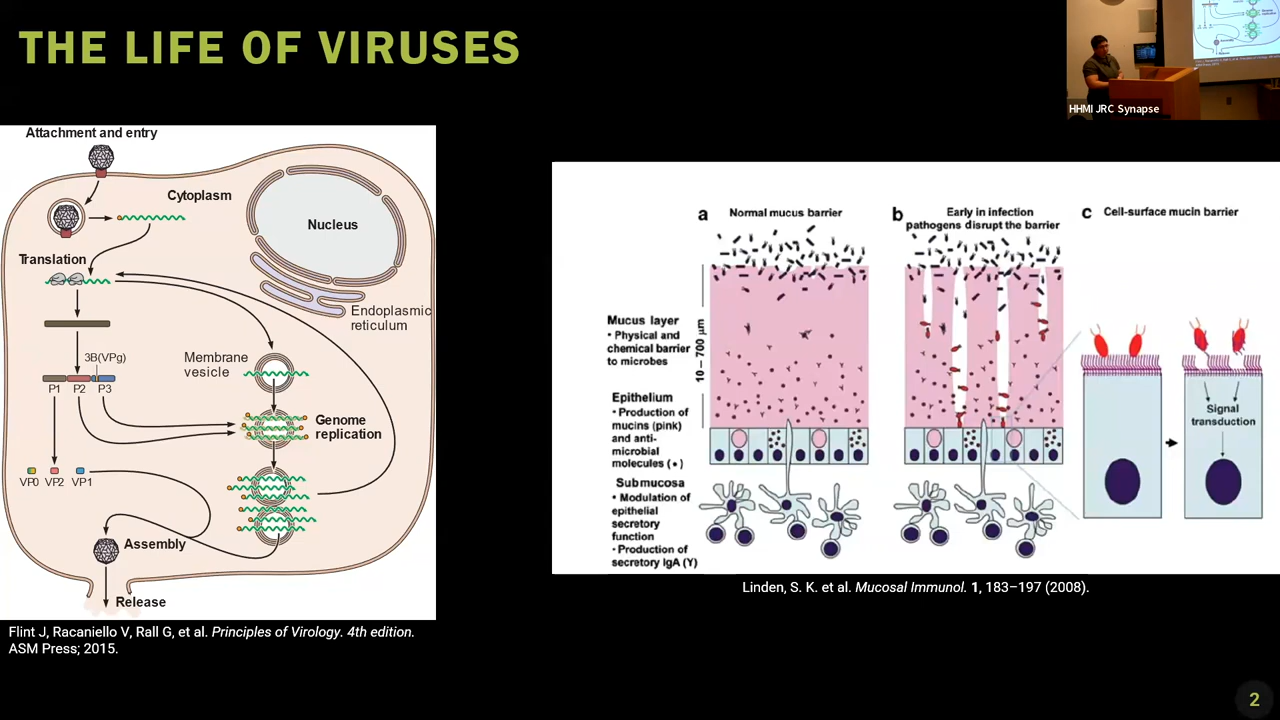 THE LIFE OF VIRUSES
HHMI JRC Synapse
Attachment and entry
Cytoplasm
Nucleus
Translation
Endoplasmic
reticulum
3B(VPg)
Membrane
vesicle
P1 P2 P3
Genome
replication
VP0 VP2 VP1
Assembly
Release
Flint J, Racaniello V, Rall G, et al. Principles of Virology. 4th edition.
ASM Press; 2015.
a Normal mucus barrier
b Early in infection
pathogens disrupt the barrier
c Cell-surface mucin barrier
Mucus layer
• Physical and
chemical barrier
to microbes
10 – 700 µm
Epithelium
• Production of
mucins (pink)
and anti-
microbial
molecules (•)
Submucosa
• Modulation of
epithelial
secretory
function
• Production of
secretory IgA (Y)
Signal
transduction
Linden, S. K. et al. Mucosal Immunol. 1, 183–197 (2008).
2